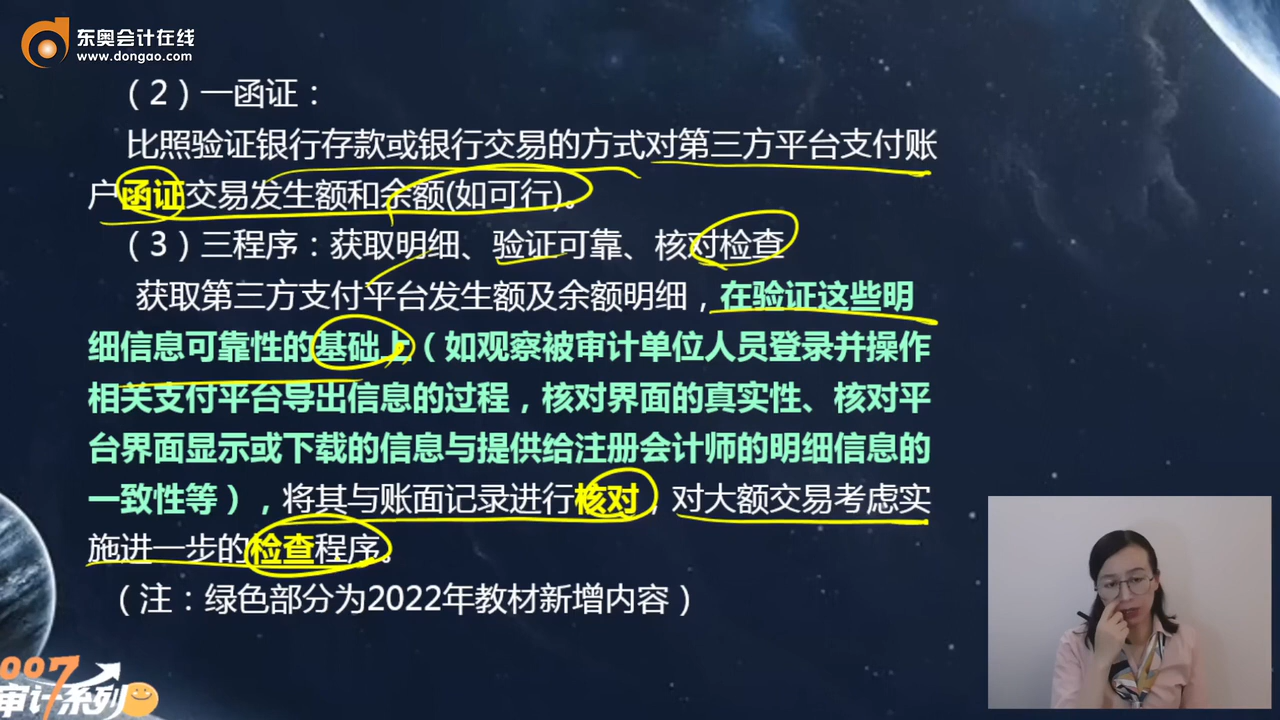 东奥会计在线
www.dongao.com
（2）一函证：
比照验证银行存款或银行交易的方式对第三方平台支付账
户函证交易发生额和余额(如可行)。
（3）三程序：获取明细、验证可靠、核对检查
获取第三方支付平台发生额及余额明细，在验证这些明
细信息可靠性的基础上（如观察被审计单位人员登录并操作
相关支付平台导出信息的过程，核对界面的真实性、核对平
台界面显示或下载的信息与提供给注册会计师的明细信息的
一致性等），将其与账面记录进行核对，对大额交易考虑实
施进一步的检查程序。
（注：绿色部分为2022年教材新增内容）
007
审计系列